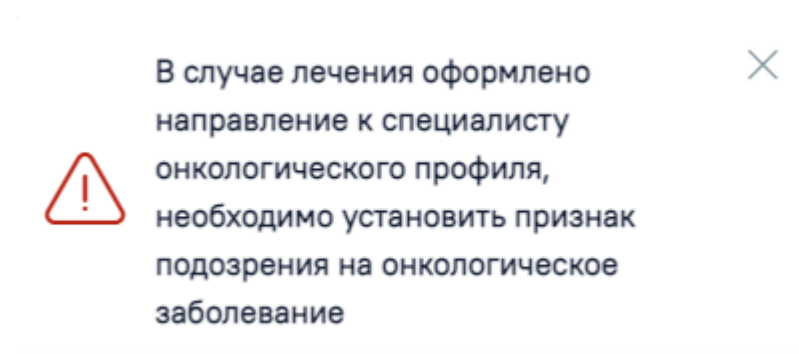 В случае лечения оформлено
направление к специалисту
онкологического профиля,
необходимо установить признак
подозрения на онкологическое
заболевание